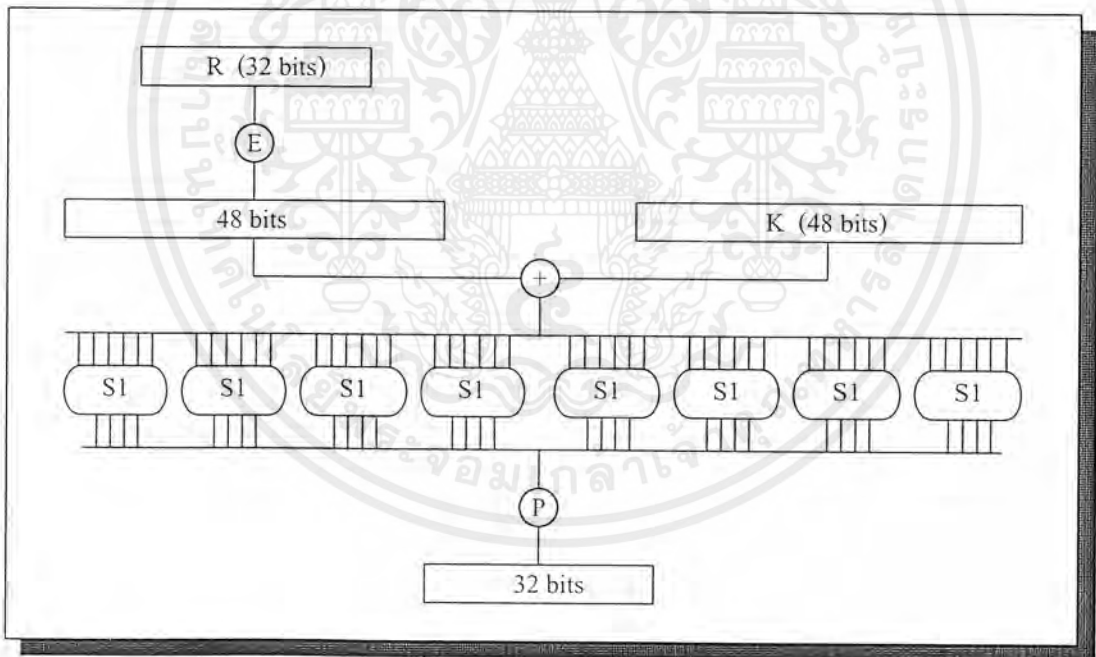 R (32 bits)
E
48 bits
K (48 bits)
+
S1 S1 S1 S1 S1 S1 S1 S1
P
32 bits